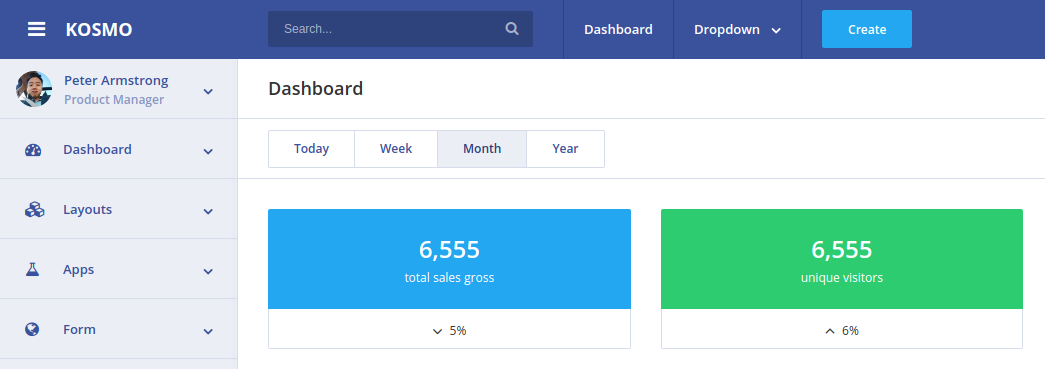 KOSMO
Search...
Dashboard
Dropdown
Create
Peter Armstrong
Product Manager
Dashboard
Layouts
Apps
Form
Dashboard
Today
Week
Month
Year
6,555
total sales gross
5%
6,555
unique visitors
6%